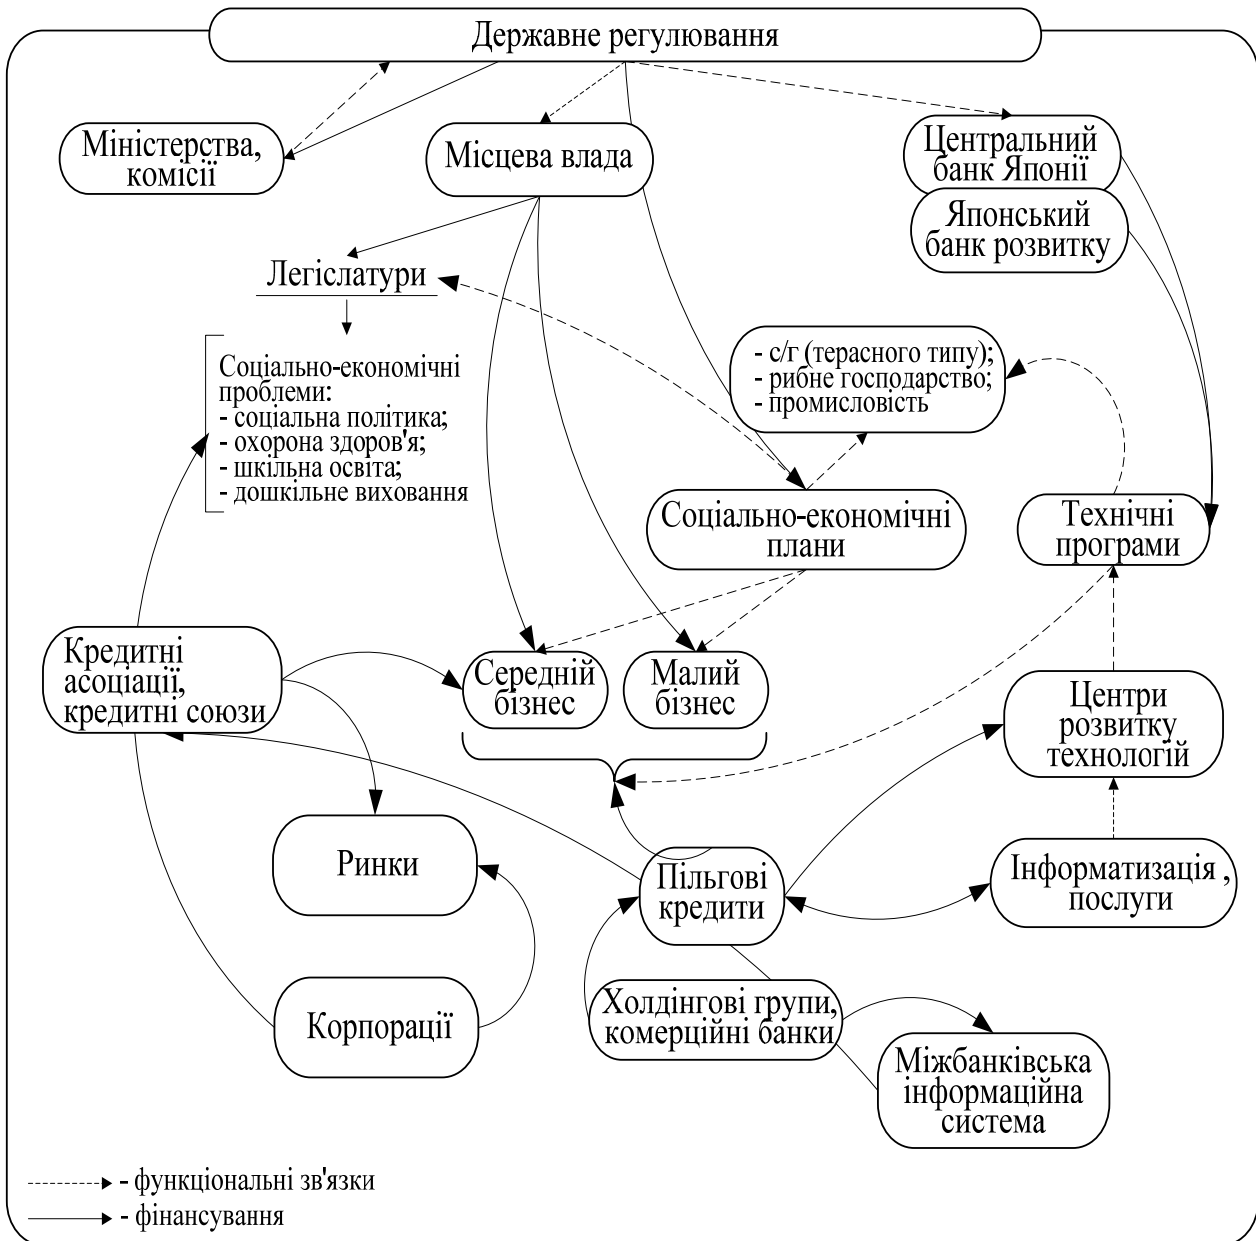 Державне регулювання
Міністерства,
комісії
Місцева влада
Центральний
банк Японії
Японський
банк розвитку
Легіслатури
Соціально-економічні
проблеми:
- соціальна політика;
- охорона здоров'я;
- шкільна освіта;
- дошкільне виховання
- с/г (терасного типу);
- рибне господарство;
- промисловість
Соціально-економічні
плани
Технічні
програми
Кредитні
асоціації,
кредитні союзи
Середній
бізнес
Малий
бізнес
Центри
розвитку
технологій
Ринки
Пільгові
кредити
Інформатизація ,
послуги
Корпорації
Холдінгові групи,
комерційні банки
Міжбанківська
інформаційна
система
- функціональні зв'язки
- фінансування